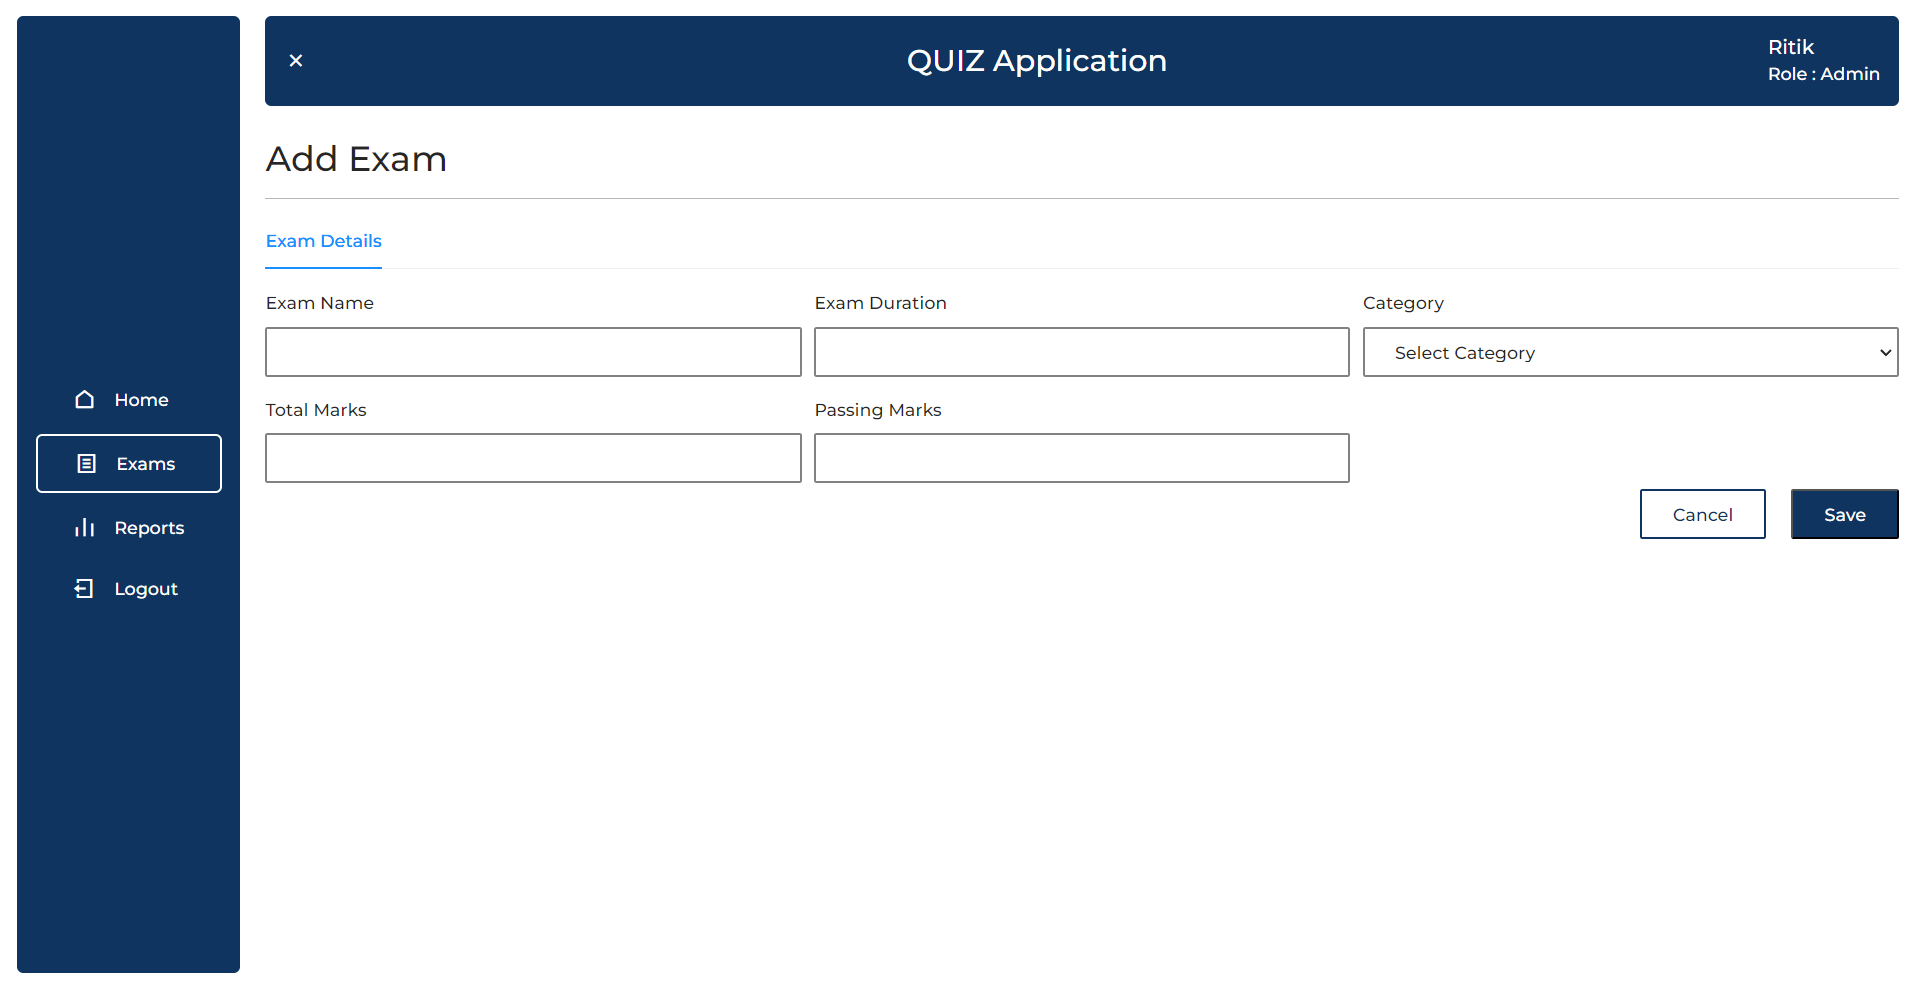 Home
Exams
Reports
Logout
QUIZ Application
Ritik
Role : Admin
Add Exam
Exam Details
Exam Name
Exam Duration
Category
Select Category
Total Marks
Passing Marks
Cancel
Save